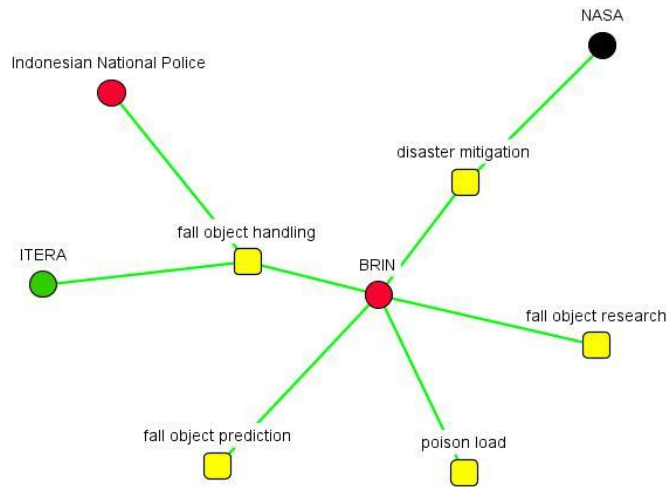 NASA
Indonesian National Police
disaster mitigation
fall object handling
ITERA
BRIN
fall object research
fall object prediction
poison load